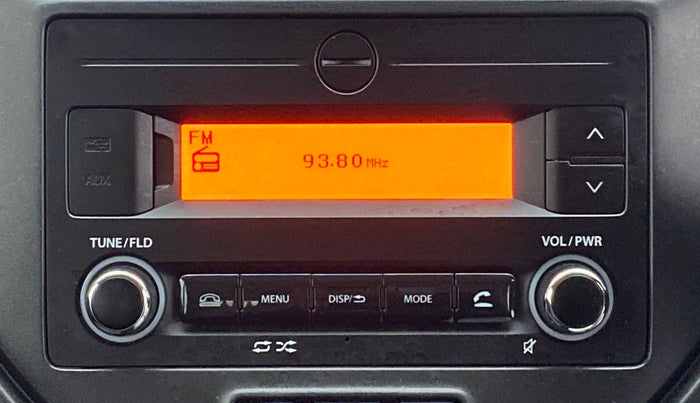 FM
93.80 MHz
AUX
TUNE/FLD
VOL/PWR
MENU
DISP/
MODE